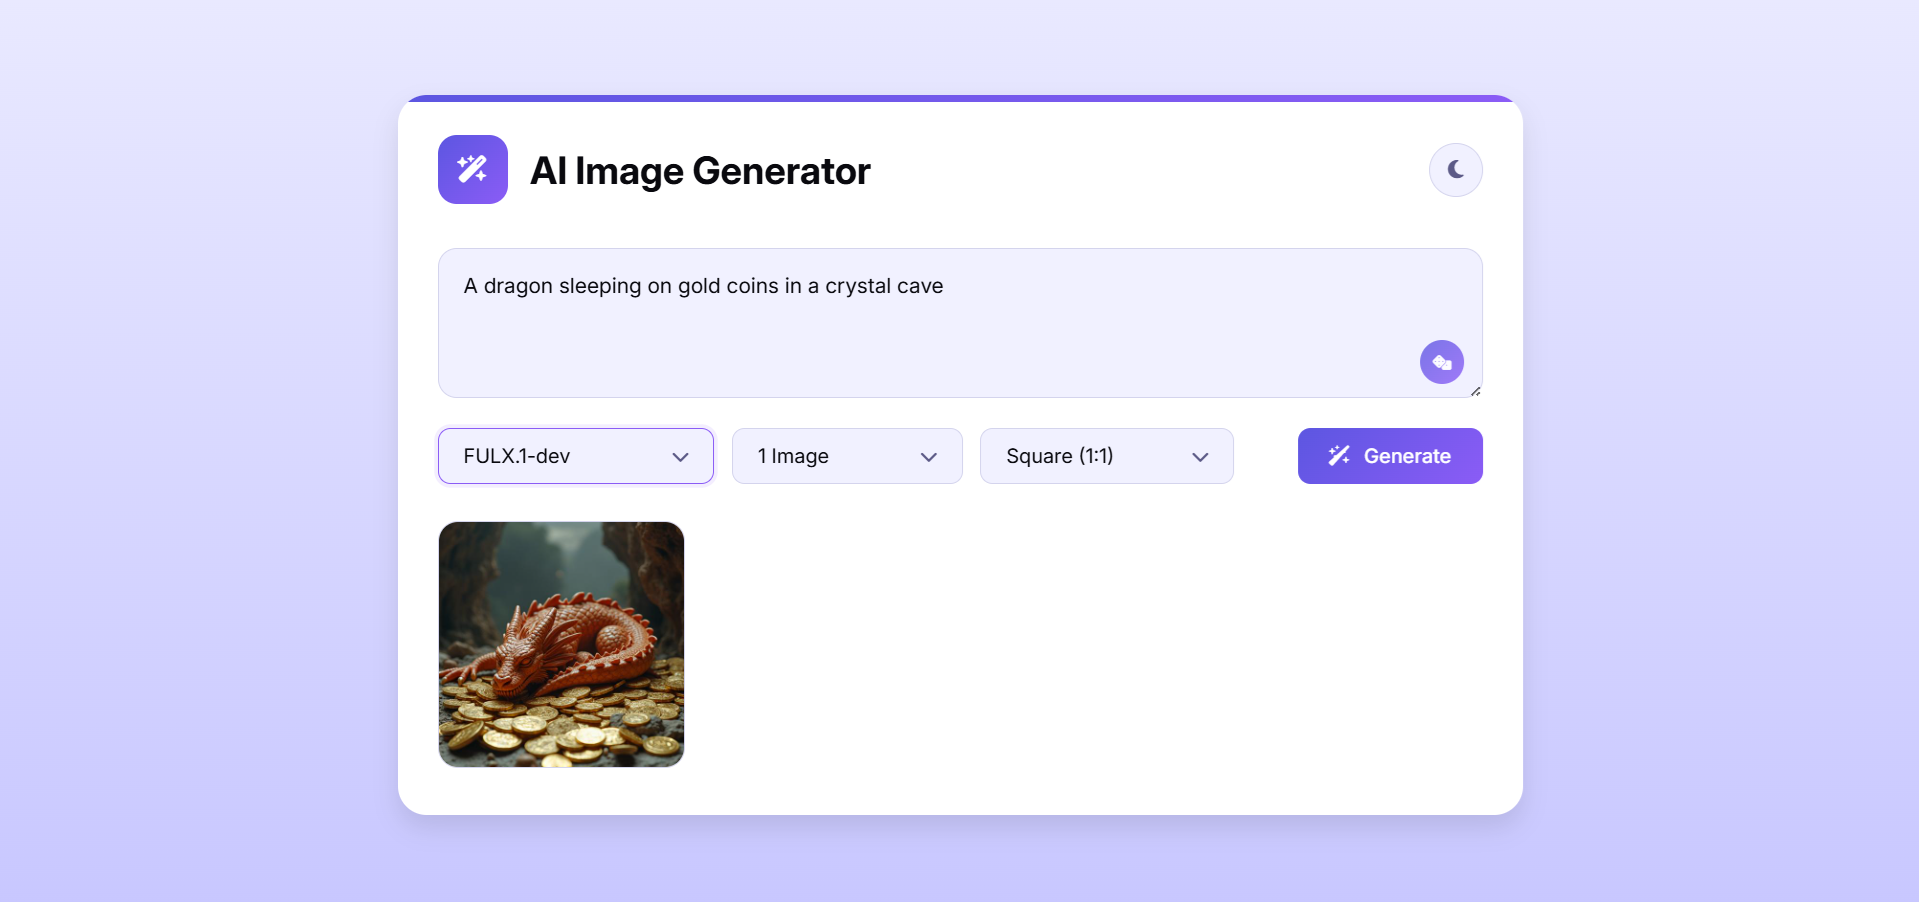 AI Image Generator
A dragon sleeping on gold coins in a crystal cave
FULX.1-dev
1 Image
Square (1:1)
Generate